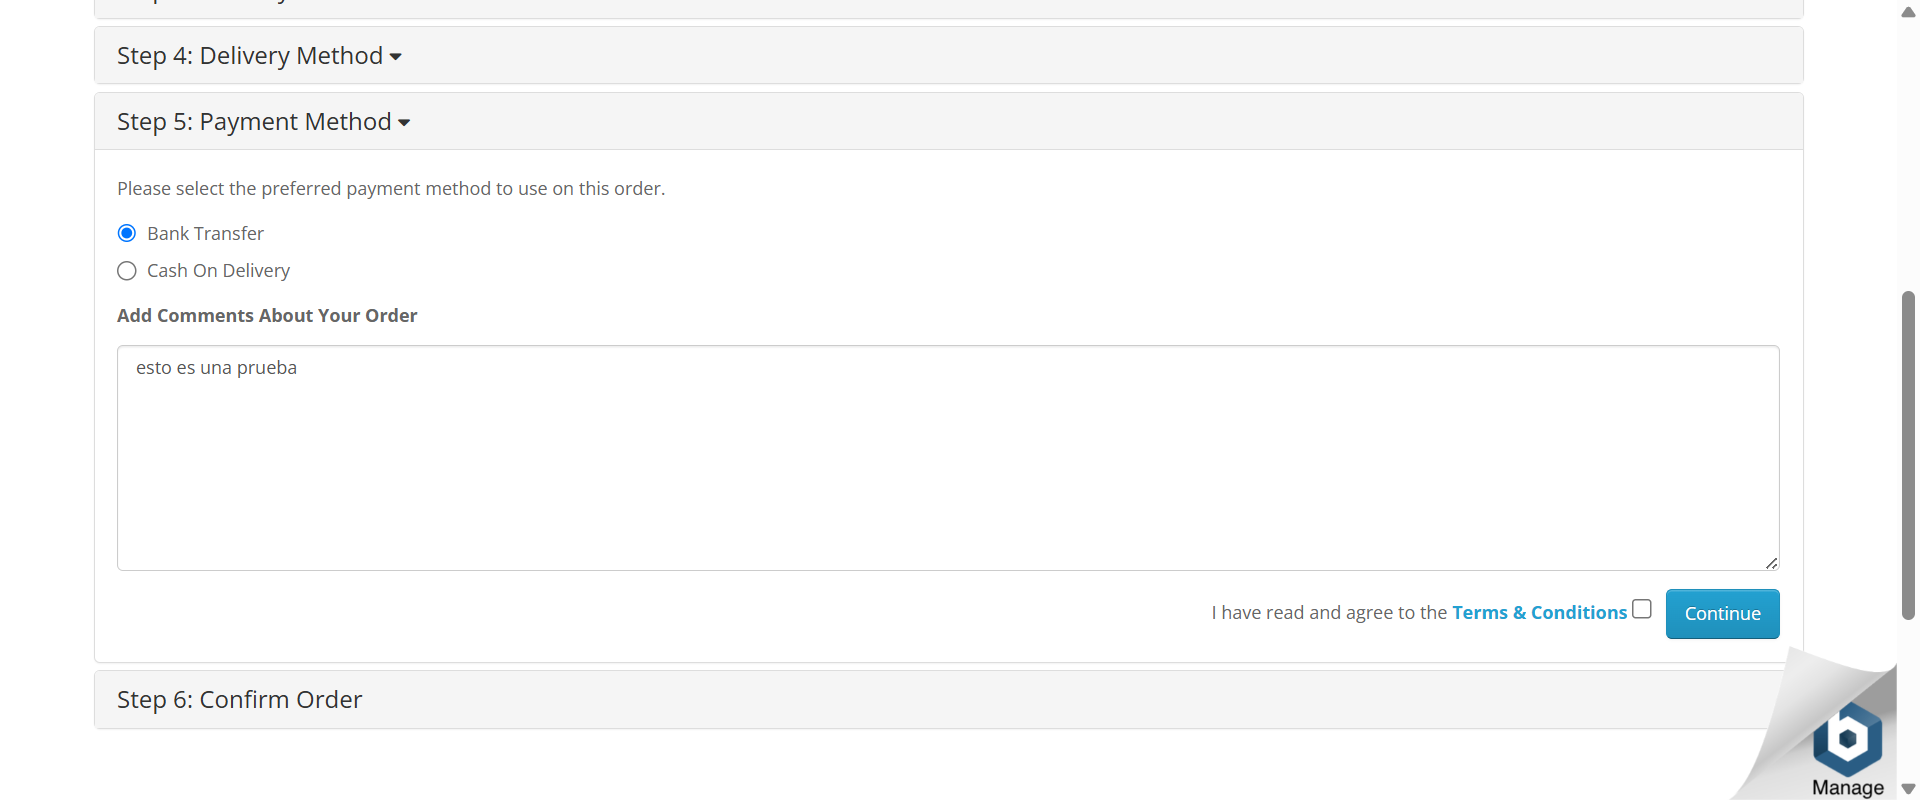 Step 4: Delivery Method
Step 5: Payment Method
Please select the preferred payment method to use on this order.
Bank Transfer
Cash On Delivery
Add Comments About Your Order
esto es una prueba
I have read and agree to the Terms & Conditions
Continue
Step 6: Confirm Order
b
Manage